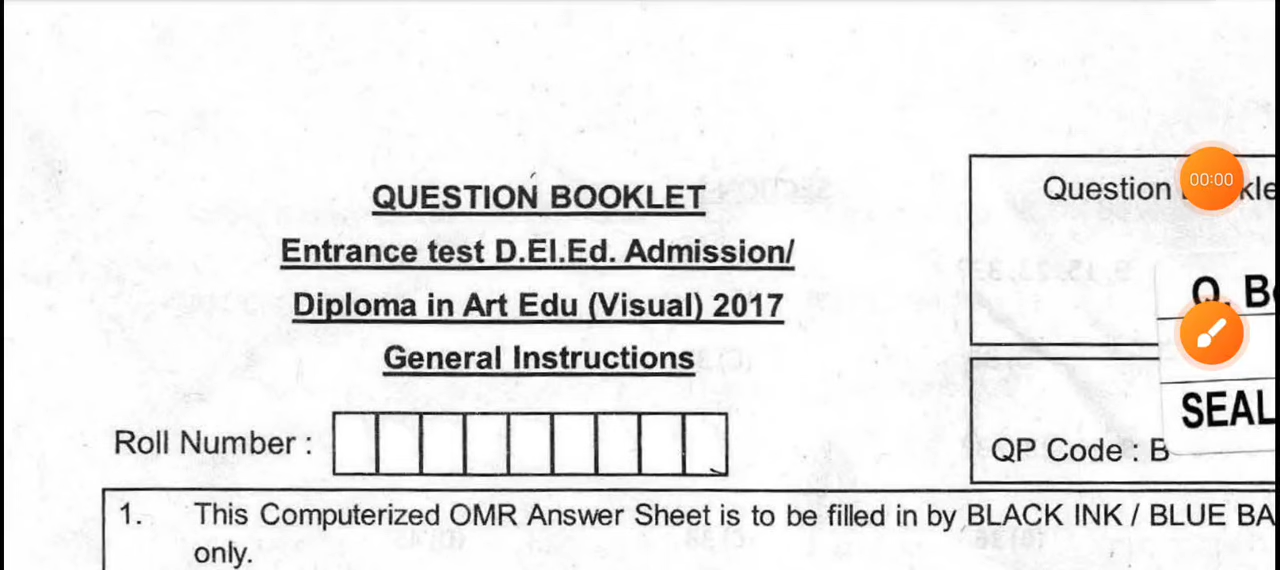 QUESTION BOOKLET
Entrance test D.El.Ed. Admission/
Diploma in Art Edu (Visual) 2017
General Instructions
Roll Number :
Question
00:00
Q. B
SEAL
QP Code : B
1. This Computerized OMR Answer Sheet is to be filled in by BLACK INK / BLUE BA
only.